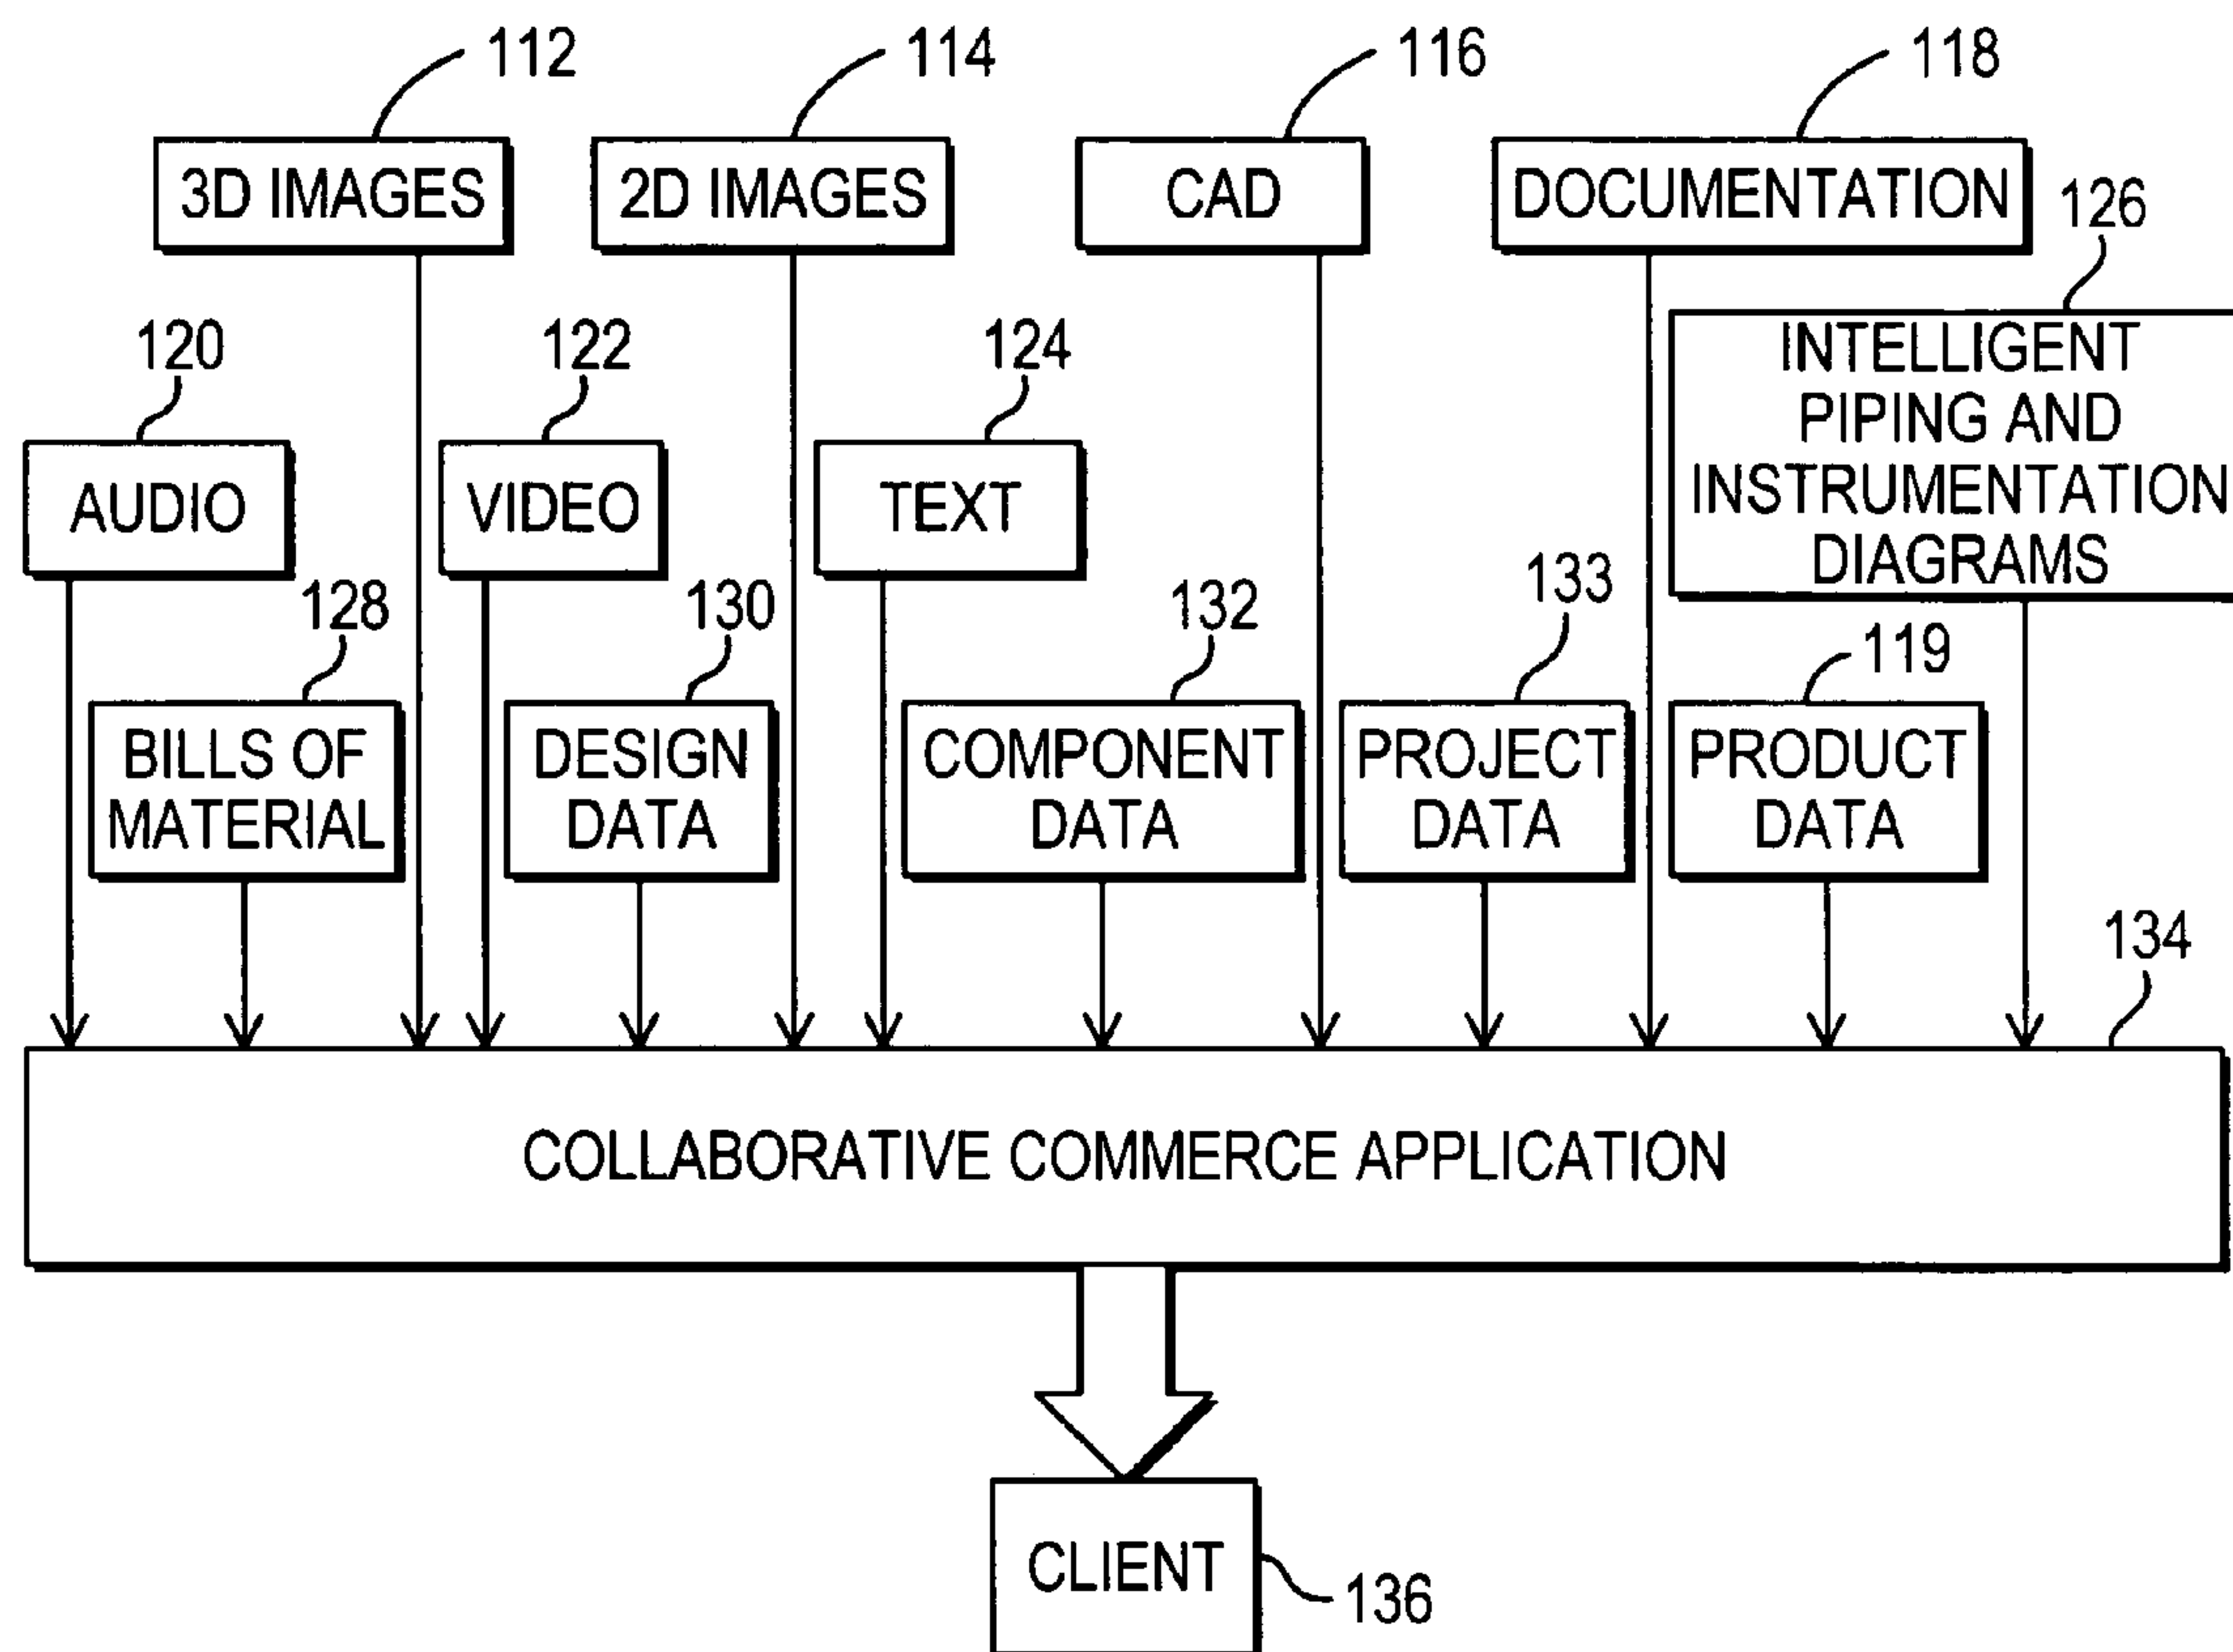 112
114
116
118
3D IMAGES
2D IMAGES
CAD
DOCUMENTATION
126
120
122
124
INTELLIGENT
PIPING AND
INSTRUMENTATION
DIAGRAMS
AUDIO
VIDEO
TEXT
128
130
132
133
119
BILLS OF
MATERIAL
DESIGN
DATA
COMPONENT
DATA
PROJECT
DATA
PRODUCT
DATA
134
COLLABORATIVE COMMERCE APPLICATION
CLIENT
136